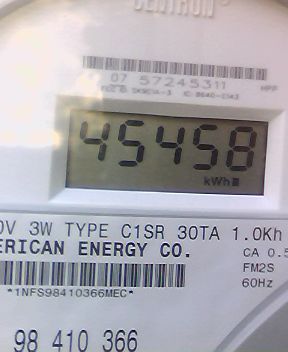 CENTRON
07 57245311
45458
kWh
0V 3W TYPE C1SR 30TA 1.0Kh
ERICAN ENERGY CO.
CA 0.5
FM2S
60Hz
*1NFS98410366MEC*
98 410 366